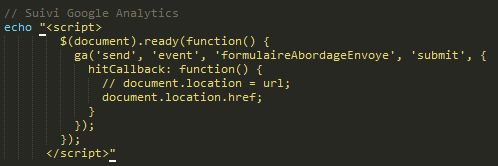 // Suivi Google Analytics
echo "<script>
$(document).ready(function() {
ga('send', 'event', 'formulaireAbordageEnvoye', 'submit', {
hitCallback: function() {
// document.location = url;
document.location.href;
}
});
});
</script>"